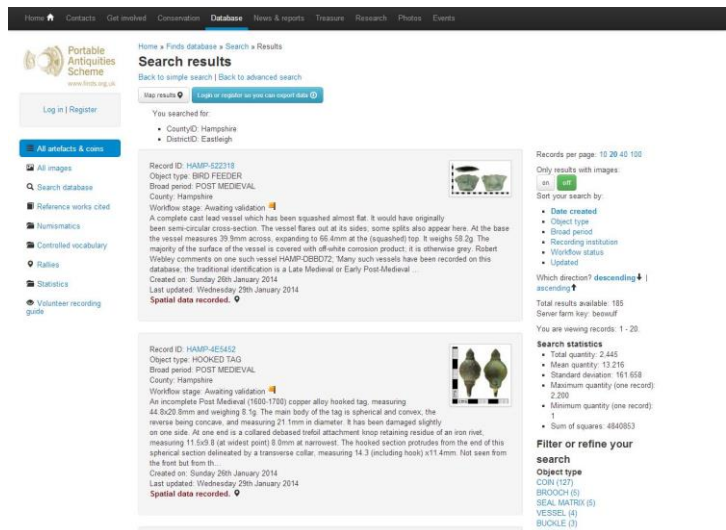 Home Contacts Get involved Conservation Database News & reports Treasure Research Photos Events
Portable
Antiquities
Scheme
www.finds.org.uk
Log in | Register
All artefacts & coins
All images
Search database
Reference works cited
Numismatics
Controlled vocabulary
Rallies
Statistics
Volunteer recording
guide
Home » Finds database » Search » Results
Search results
Back to simple search | Back to advanced search
Map results
Login or register so you can export data
You searched for:
CountyID: Hampshire
DistrictID: Eastleigh
Record ID: HAMP-522318
Object type: BIRD FEEDER
Broad period: POST MEDIEVAL
County: Hampshire
Workflow stage: Awaiting validation
A complete cast lead vessel which has been squashed almost flat. It would have originally
been semi-circular cross-section. The vessel flares out at its sides, some splits also appear here. At the base
the vessel measures 39.9mm across, expanding to 66.4mm at the (squashed) top. It weighs 58.2g. The
majority of the surface of the vessel is covered with off-white corrosion product; it is otherwise grey. Robert
Webley comments on one such vessel HAMP-DBBD72; 'Many such vessels have been recorded on this
database, the traditional identification is a Late Medieval or Early Post-Medieval ...
Created on: Sunday 26th January 2014
Last updated: Wednesday 29th January 2014
Spatial data recorded.
Record ID: HAMP-4E5452
Object type: HOOKED TAG
Broad period: POST MEDIEVAL
County: Hampshire
Workflow stage: Awaiting validation
An incomplete Post Medieval (1600-1700) copper alloy hooked tag, measuring
44.8x20.8mm and weighing 8.1g. The main body of the tag is spherical and convex, the
reverse being concave, and measuring 21.1mm in diameter. It has been damaged slightly
on one side. At one end is a collared debased trefoil attachment knop retaining residue of an iron rivet,
measuring 11.5x9.8 (at widest point) 8.0mm at narrowest. The hooked section protrudes from the end of this
spherical section delineated by a transverse collar, measuring 14.3 (including hook) x11.4mm. Not seen from
the front but from th...
Created on: Sunday 26th January 2014
Last updated: Wednesday 29th January 2014
Spatial data recorded.
Records per page: 10 20 40 100
Only results with images:
on off
Sort your search by:
Date created
Object type
Broad period
Recording institution
Workflow status
Updated
Which direction? descending |
ascending
Total results available: 185
Server farm key: beowulf
You are viewing records: 1 - 20.
Search statistics
Total quantity: 2,445
Mean quantity: 13.216
Standard deviation: 161.658
Maximum quantity (one record):
2,200
Minimum quantity (one record):
1
Sum of squares: 4840853
Filter or refine your
search
Object type
COIN (127)
BROOCH (5)
SEAL MATRIX (5)
VESSEL (4)
BUCKLE (3)